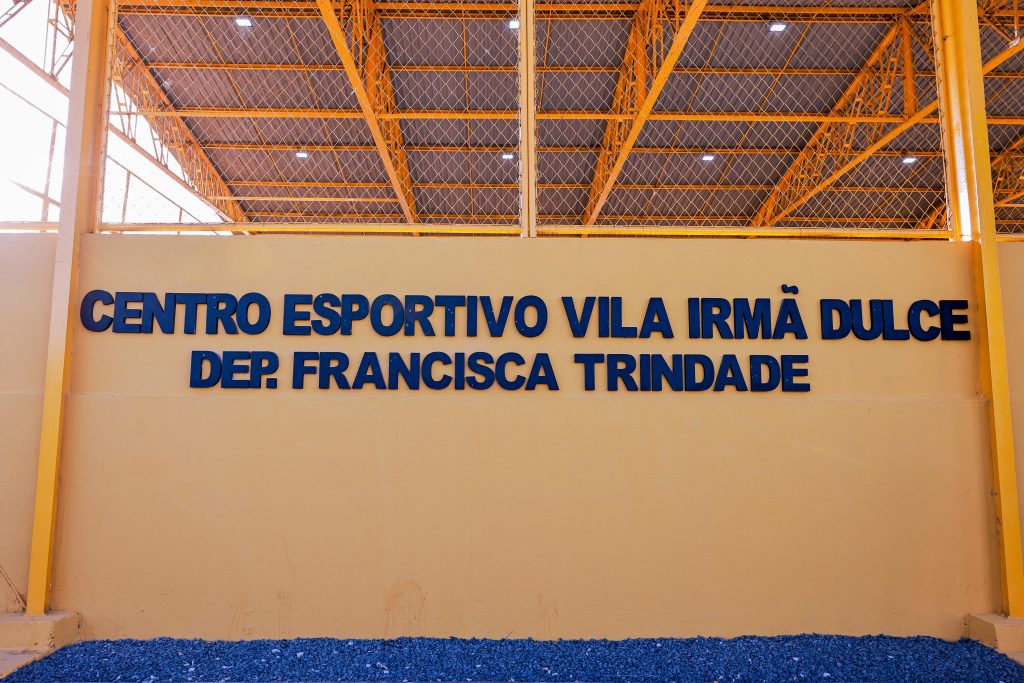 CENTRO ESPORTIVO VILA IRMÃ DULCE
DEP. FRANCISCA TRINDADE